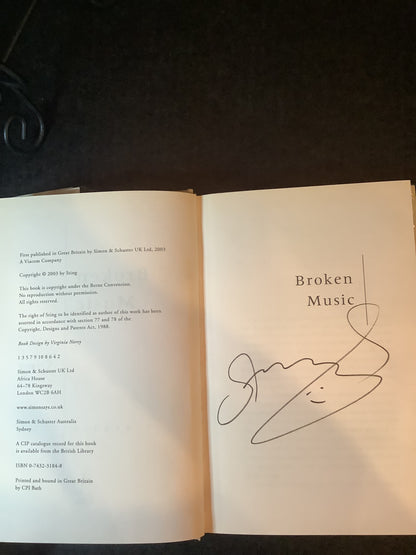 First published in Great Britain by Simon & Schuster UK Ltd, 2003
A Viacom Company
Copyright © 2003 by Sting
This book is copyright under the Berne Convention.
No reproduction without permission.
All rights reserved.
The right of Sting to be identified as author of this work has been
asserted in accordance with section 77 and 78 of the
Copyright, Designs and Patents Act, 1988.
Book Design by Virginia Norey
1 3 5 7 9 10 8 6 4 2
Simon & Schuster UK Ltd
Africa House
64–78 Kingsway
London WC2B 6AH
www.simonsays.co.uk
Simon & Schuster Australia
Sydney
A CIP catalogue record for this book
is available from the British Library
ISBN 0-7432-3184-8
Printed and bound in Great Britain
by CPI Bath
Broken
Music